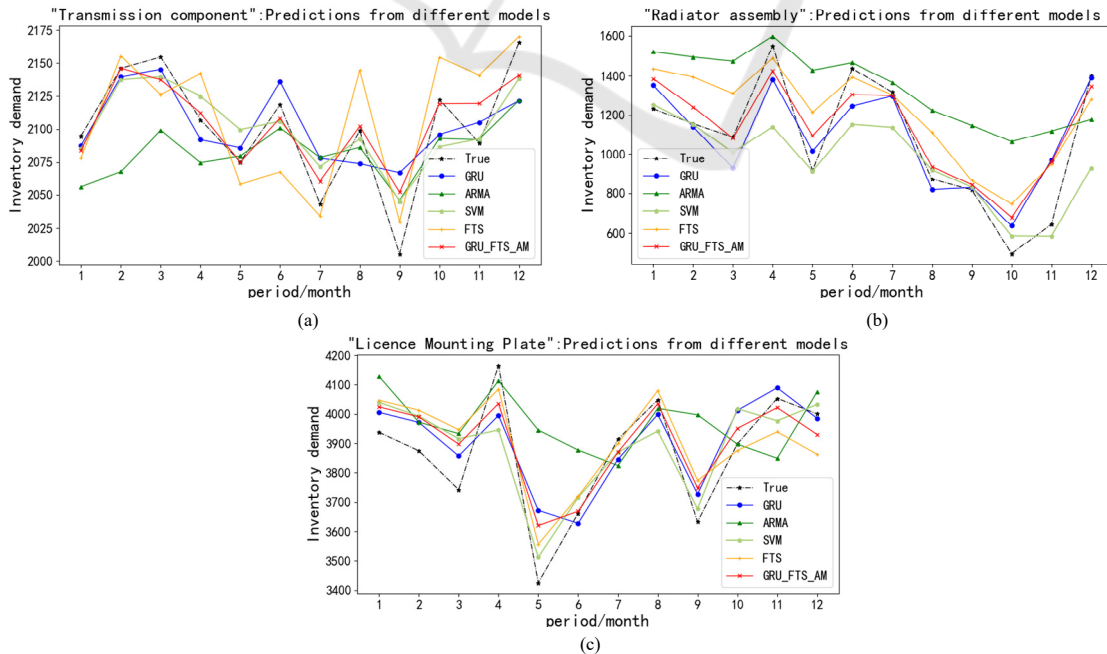 "Transmission component":Predictions from different models
Inventory demand
2175
2150
2125
2100
2075
2050
2025
2000
True
GRU
ARMA
SVM
FTS
GRU_FTS_AM
1 2 3 4 5 6 7 8 9 10 11 12
period/month
(a)
"Radiator assembly":Predictions from different models
Inventory demand
1600
1400
1200
1000
800
600
True
GRU
ARMA
SVM
FTS
GRU_FTS_AM
1 2 3 4 5 6 7 8 9 10 11 12
period/month
(b)
"Licence Mounting Plate":Predictions from different models
Inventory demand
4200
4100
4000
3900
3800
3700
3600
3500
3400
True
GRU
ARMA
SVM
FTS
GRU_FTS_AM
1 2 3 4 5 6 7 8 9 10 11 12
period/month
(c)